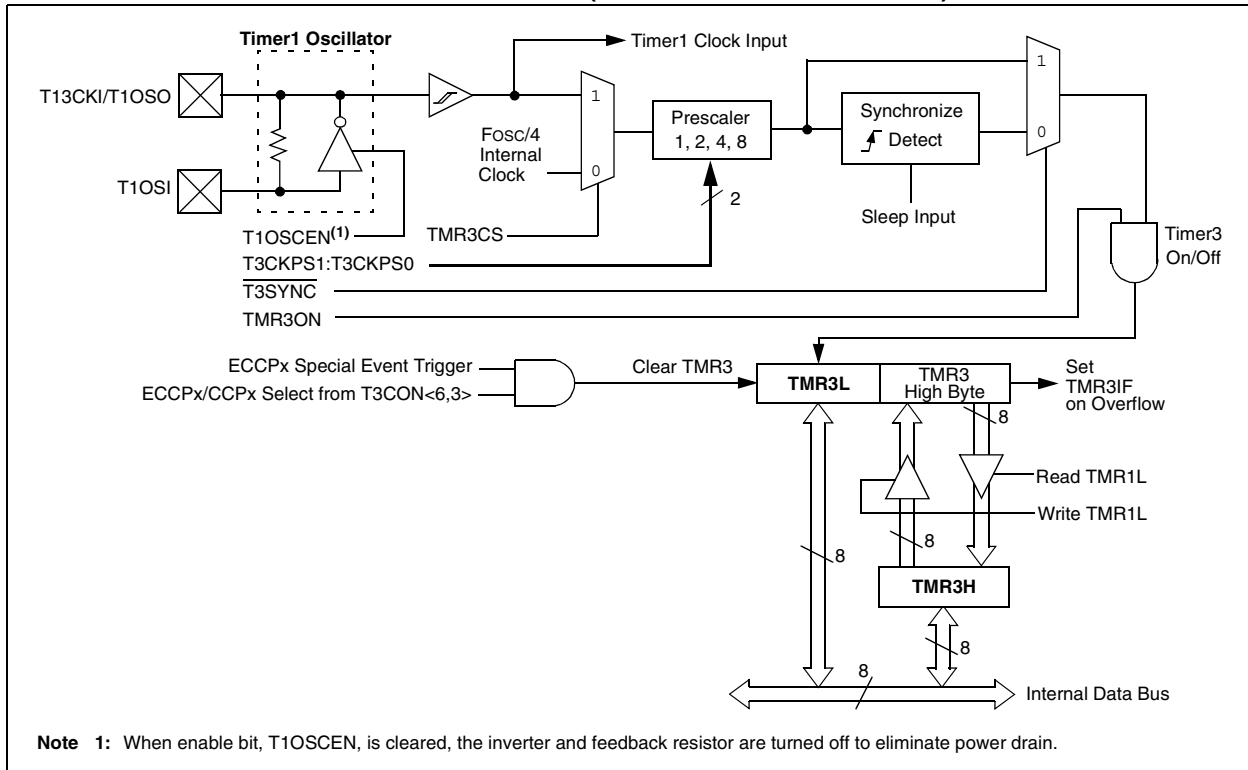 Timer1 Oscillator
Timer1 Clock Input
T13CKI/T1OSO
1
1
FOSC/4
Internal
Clock
0
Prescaler
1, 2, 4, 8
Synchronize
Detect
0
T1OSI
2
Sleep Input
T1OSCEN(1)
TMR3CS
Timer3
On/Off
T3CKPS1:T3CKPS0
T3SYNC
TMR3ON
ECCPx Special Event Trigger
ECCPx/CCPx Select from T3CON<6,3>
Clear TMR3
TMR3L
TMR3
High Byte
Set
TMR3IF
on Overflow
8
Read TMR1L
Write TMR1L
8
8
TMR3H
8
8
Internal Data Bus
Note 1: When enable bit, T1OSCEN, is cleared, the inverter and feedback resistor are turned off to eliminate power drain.